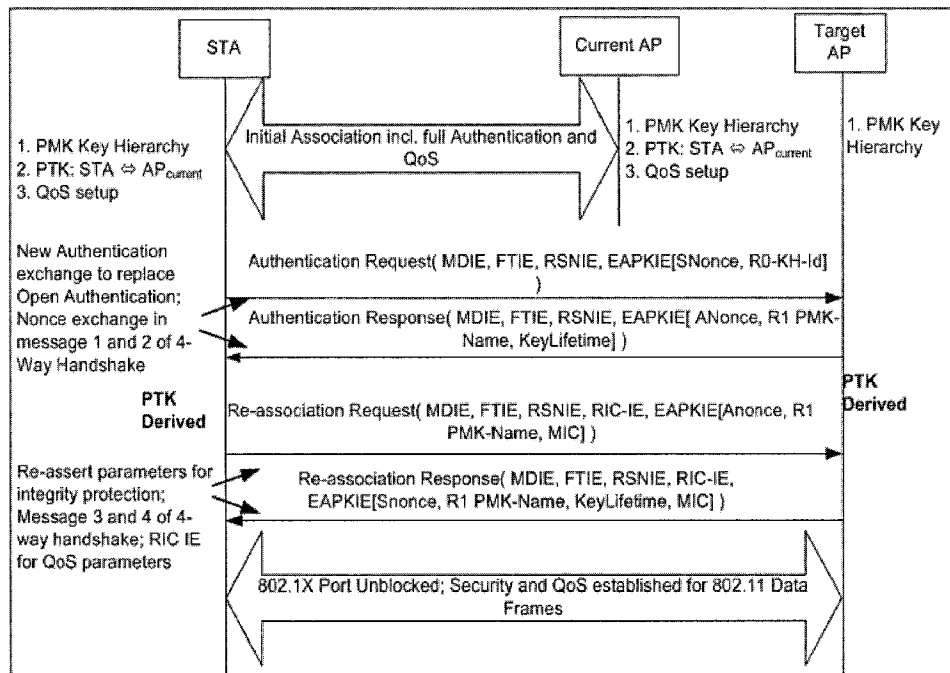 STA
Current AP
Target
AP
Initial Association incl. full Authentication and
QoS
1. PMK Key Hierarchy
2. PTK: STA ⇔ APcurrent
3. QoS setup
1. PMK Key Hierarchy
2. PTK: STA ⇔ APcurrent
3. QoS setup
1. PMK Key
Hierarchy
New Authentication
exchange to replace
Open Authentication;
Nonce exchange in
message 1 and 2 of 4-
Way Handshake
Authentication Request( MDIE, FTIE, RSNIE, EAPKIE[SNonce, R0-KH-Id]
)
Authentication Response( MDIE, FTIE, RSNIE, EAPKIE[ ANonce, R1 PMK-
Name, KeyLifetime] )
PTK
Derived
PTK
Derived
Re-association Request( MDIE, FTIE, RSNIE, RIC-IE, EAPKIE[Anonce, R1
PMK-Name, MIC] )
Re-assert parameters for
integrity protection;
Message 3 and 4 of 4-
way handshake; RIC IE
for QoS parameters
Re-association Response( MDIE, FTIE, RSNIE, RIC-IE,
EAPKIE[Snonce, R1 PMK-Name, KeyLifetime, MIC] )
802.1X Port Unblocked; Security and QoS established for 802.11 Data
Frames